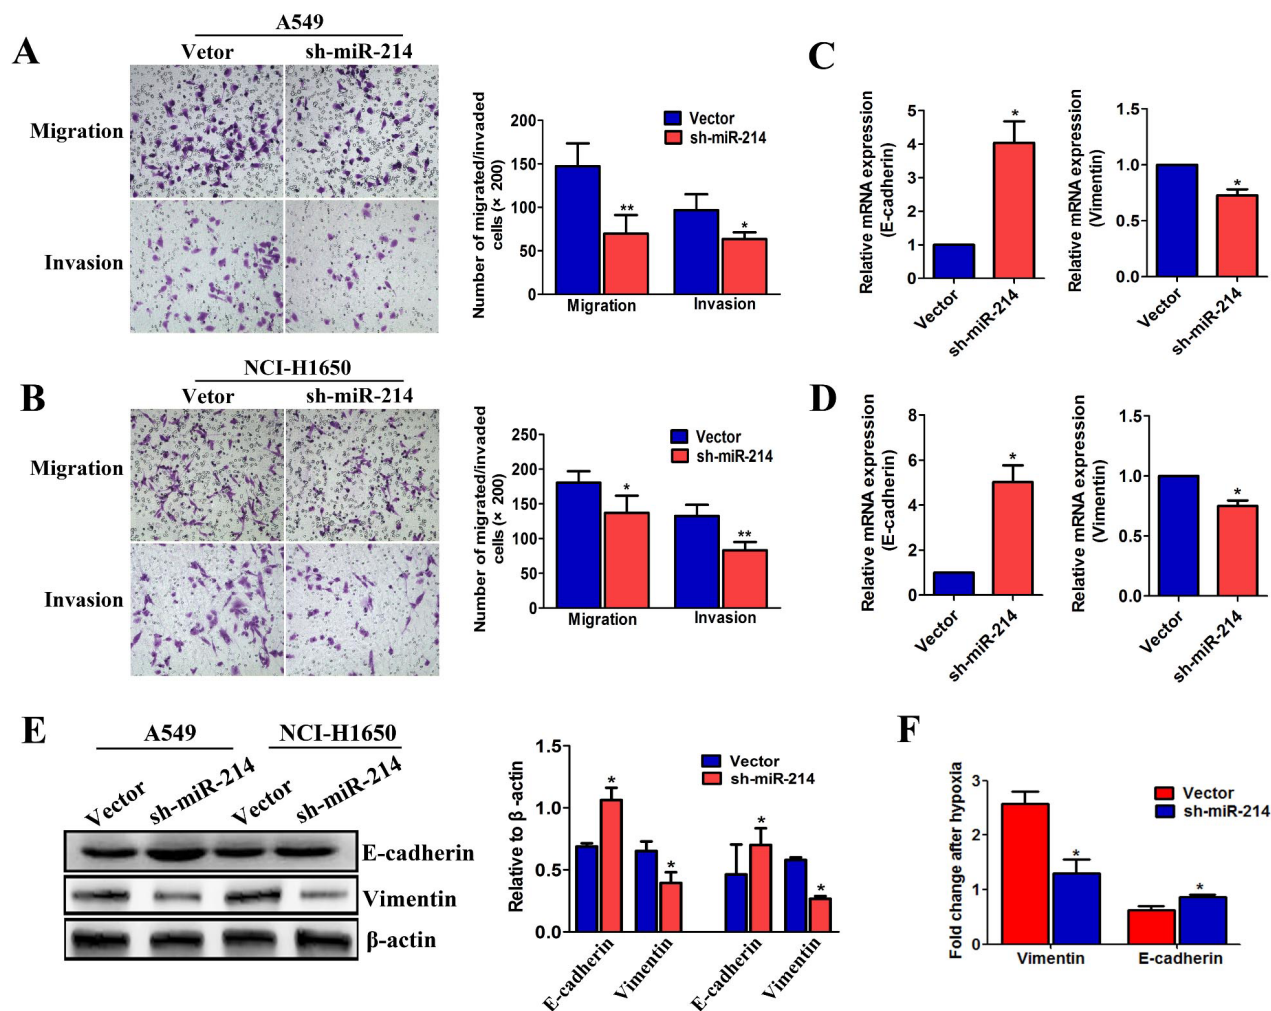 A
A549
Vetor
sh-miR-214
Migration
Invasion
Number of migrated/invaded
cells (× 200)
200
150
100
50
0
Vector
sh-miR-214
**
*
Migration
Invasion
C
Relative mRNA expression
(E-cadherin)
5
4
3
2
1
0
*
Vector
sh-miR-214
Relative mRNA expression
(Vimentin)
1.5
1.0
0.5
0.0
*
Vector
sh-miR-214
B
NCI-H1650
Vetor
sh-miR-214
Migration
Invasion
Number of migrated/invaded
cells (× 200)
250
200
150
100
50
0
Vector
sh-miR-214
*
**
Migration
Invasion
D
Relative mRNA expression
(E-cadherin)
8
6
4
2
0
*
Vector
sh-miR-214
Relative mRNA expression
(Vimentin)
1.5
1.0
0.5
0.0
*
Vector
sh-miR-214
E
A549
NCI-H1650
Vector
sh-miR-214
Vector
sh-miR-214
E-cadherin
Vimentin
β-actin
Relative to β -actin
1.5
1.0
0.5
0.0
Vector
sh-miR-214
*
*
*
*
E-cadherin
Vimentin
E-cadherin
Vimentin
F
Fold change after hypoxia
3
2
1
0
Vector
sh-miR-214
*
*
Vimentin
E-cadherin